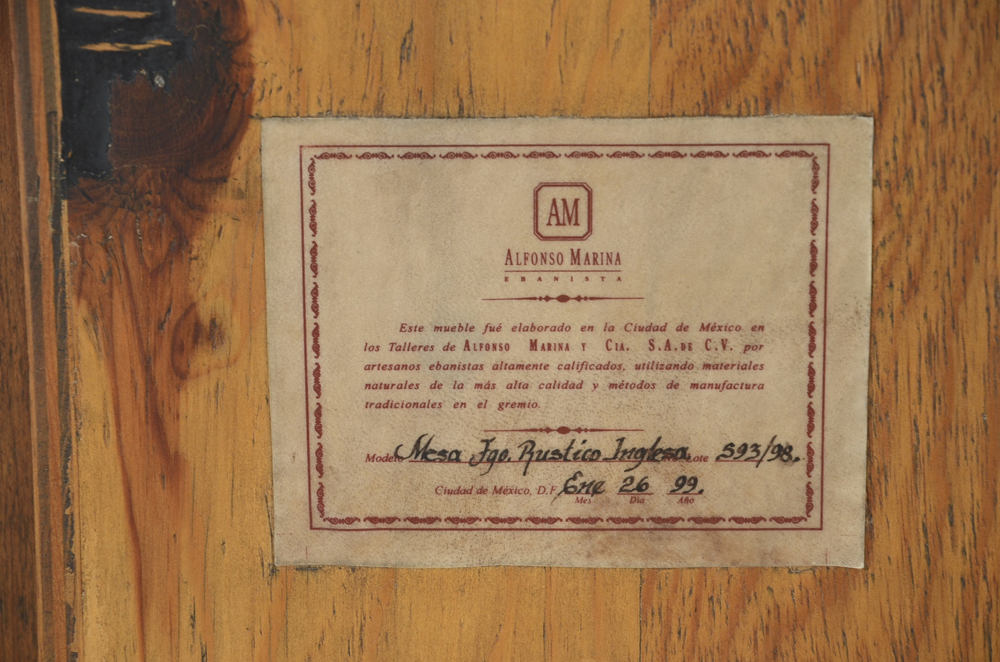 AM
ALFONSO MARINA
EBANISTA
Este mueble fué elaborado en la Ciudad de México en
los Talleres de ALFONSO MARINA Y CIA. S.A. DE C.V. por
artesanos ebanistas altamente calificados, utilizando materiales
naturales de la más alta calidad y métodos de manufactura
tradicionales en el gremio.
Modelo Mesa Jgo. Rustico Inglesa Lote S93/98.
Ciudad de México, D.F. Ene 26 99.
Mes Día Año